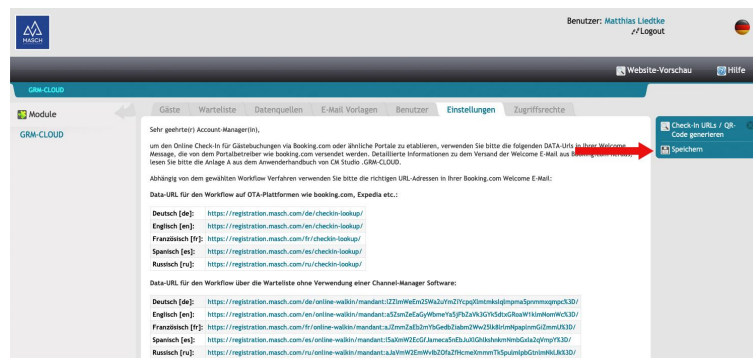 Benutzer: Matthias Liedtke
Logout
MASCH
Website-Vorschau
Hilfe
GRM-CLOUD
Module
GRM-CLOUD
Gäste
Warteliste
Datenquellen
E-Mail Vorlagen
Benutzer
Einstellungen
Zugriffsrechte
Check-In URLs / QR-
Code generieren
Speichern
Sehr geehrte(r) Account-Manager(in),
um den Online Check-In für Gästebuchungen via Booking.com oder ähnliche Portale zu etablieren, verwenden Sie bitte die folgenden DATA-Urls in Ihrer Welcome
Message, die von dem Portalbetreiber wie booking.com versendet werden. Detaillierte Informationen zu dem Versand der Welcome E-Mail aus Booking.com heraus,
lesen Sie bitte die Anlage A aus dem Anwenderhandbuch von CM Studio .GRM-CLOUD.
Abhängig von dem gewählten Workflow Verfahren verwenden Sie bitte die richtigen URL-Adressen in Ihrer Booking.com Welcome E-Mail:
Data-URL für den Workflow auf OTA-Plattformen wie booking.com, Expedia etc.:
Deutsch [de]: https://registration.masch.com/de/checkin-lookup/
Englisch [en]: https://registration.masch.com/en/checkin-lookup/
Französisch [fr]: https://registration.masch.com/fr/checkin-lookup/
Spanisch [es]: https://registration.masch.com/es/checkin-lookup/
Russisch [ru]: https://registration.masch.com/ru/checkin-lookup/
Data-URL für den Workflow über die Warteliste ohne Verwendung einer Channel-Manager Software:
Deutsch [de]:
Englisch [en]:
Französisch [fr]:
Spanisch [es]:
Russisch [ru]: